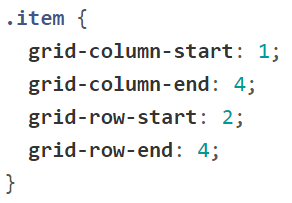 .item {
  grid-column-start: 1;
  grid-column-end: 4;
  grid-row-start: 2;
  grid-row-end: 4;
}